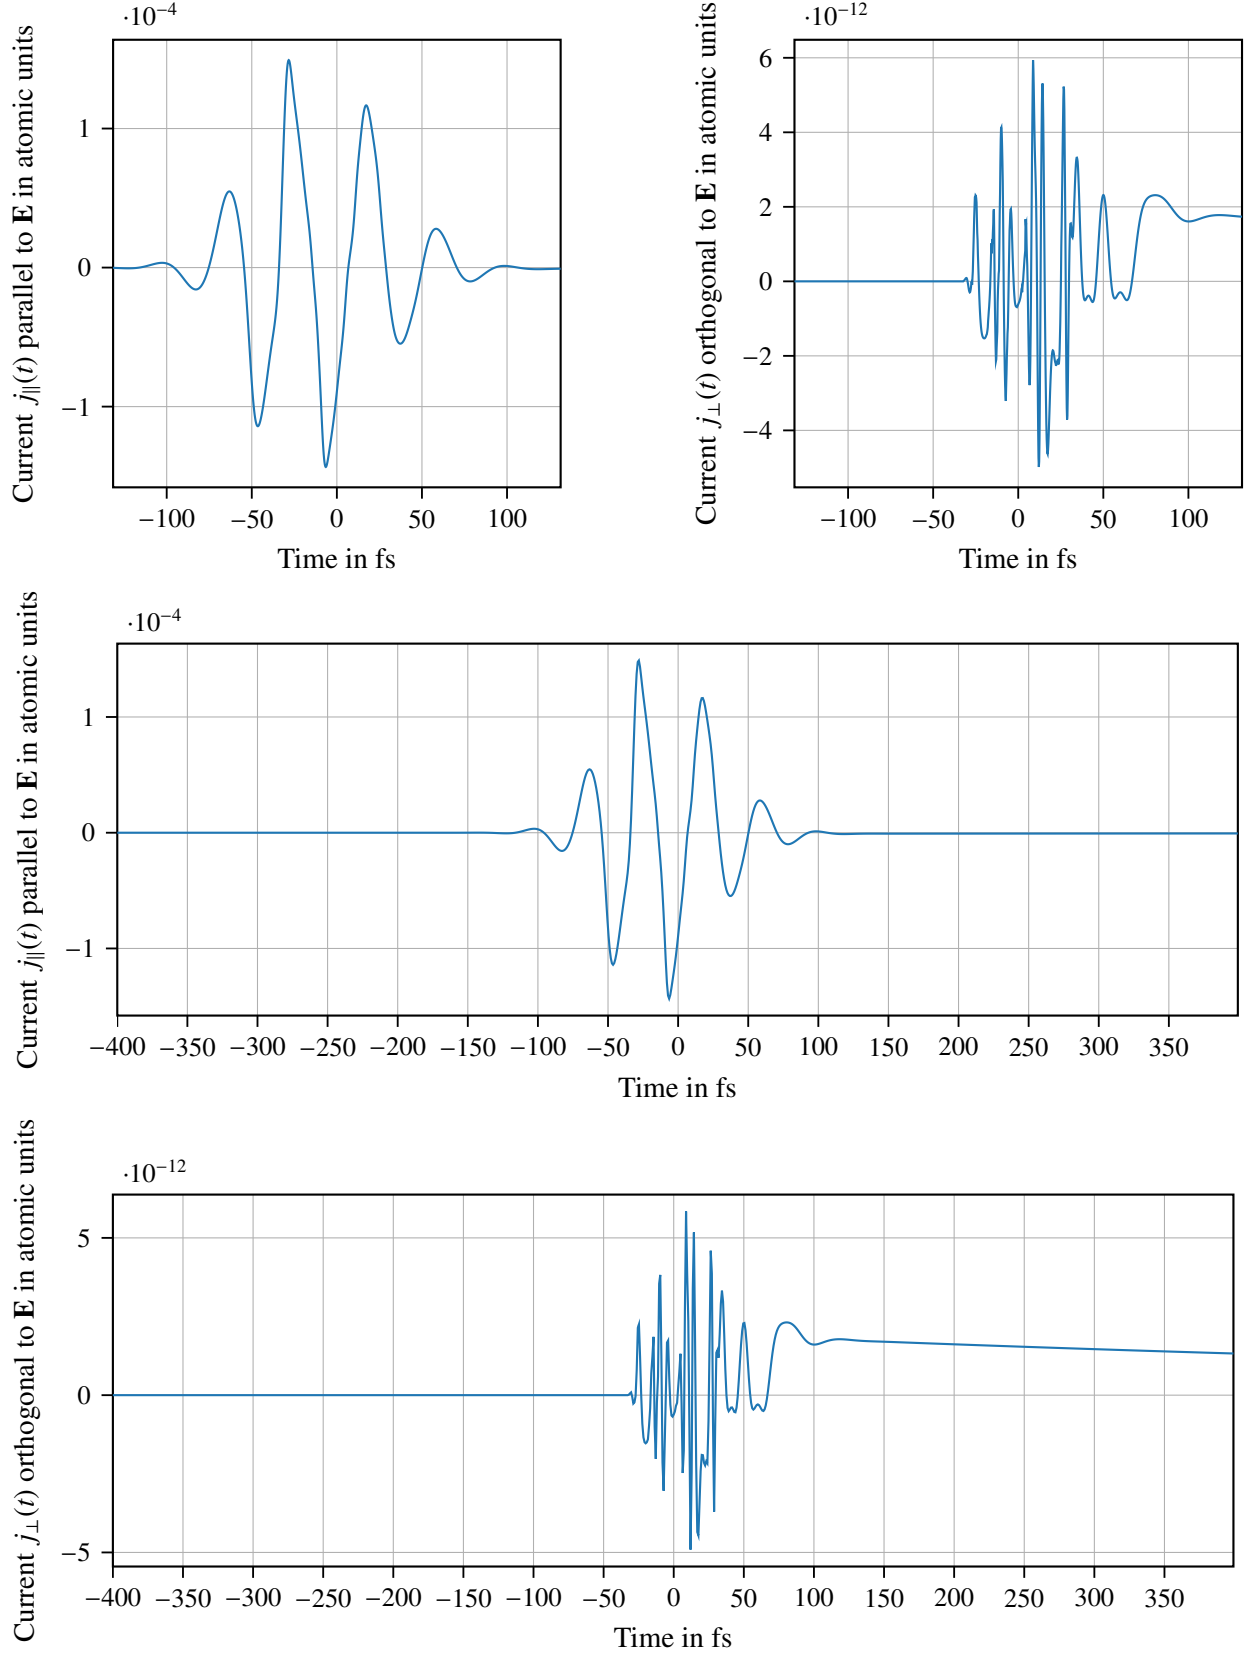 ·10⁻⁴
Current j∥(t) parallel to E in atomic units
1
0
−1
−100 −50 0 50 100
Time in fs
·10⁻¹²
Current j⊥(t) orthogonal to E in atomic units
6
4
2
0
−2
−4
−100 −50 0 50 100
Time in fs
·10⁻⁴
Current j∥(t) parallel to E in atomic units
1
0
−1
−400 −350 −300 −250 −200 −150 −100 −50 0 50 100 150 200 250 300 350
Time in fs
·10⁻¹²
Current j⊥(t) orthogonal to E in atomic units
5
0
−5
−400 −350 −300 −250 −200 −150 −100 −50 0 50 100 150 200 250 300 350
Time in fs